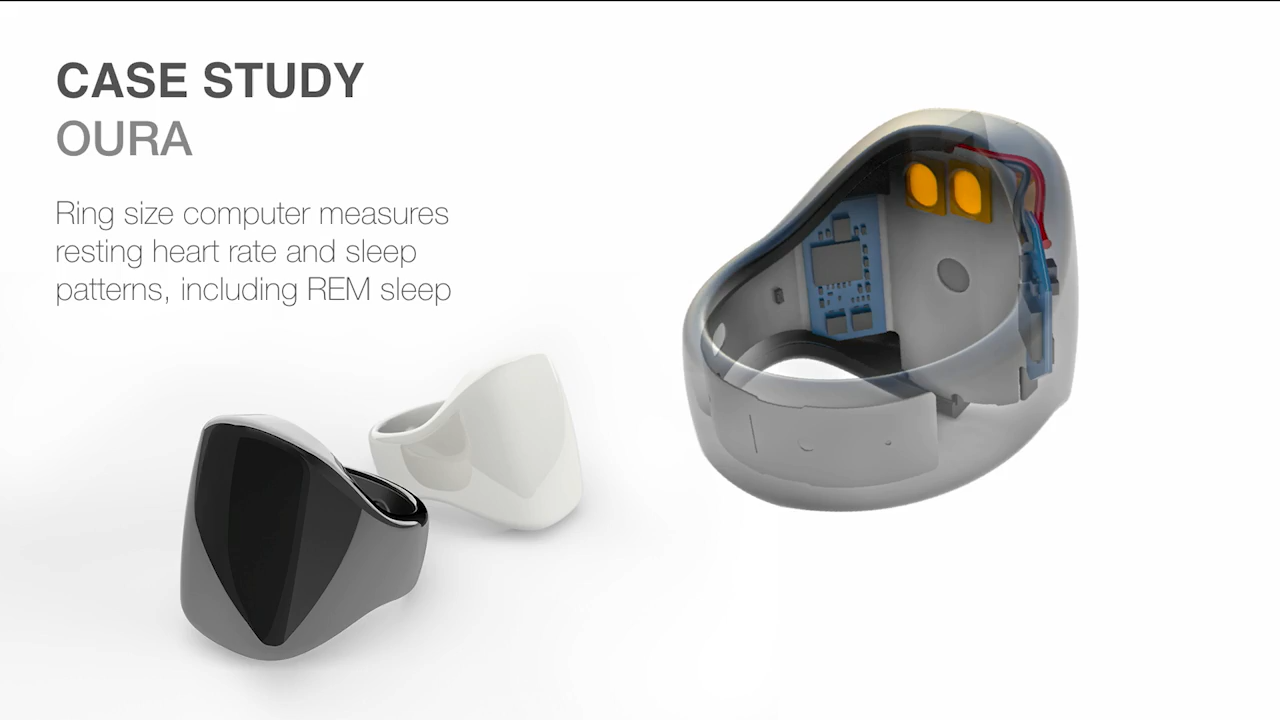 CASE STUDY
OURA
Ring size computer measures
resting heart rate and sleep
patterns, including REM sleep